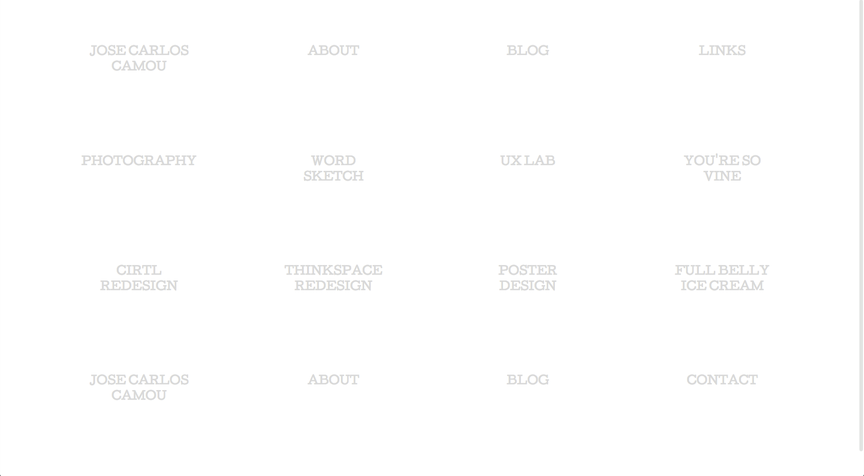 JOSE CARLOS
CAMOU
ABOUT
BLOG
LINKS
PHOTOGRAPHY
WORD
SKETCH
UX LAB
YOU'RE SO
VINE
CIRTL
REDESIGN
THINKSPACE
REDESIGN
POSTER
DESIGN
FULL BELLY
ICE CREAM
JOSE CARLOS
CAMOU
ABOUT
BLOG
CONTACT